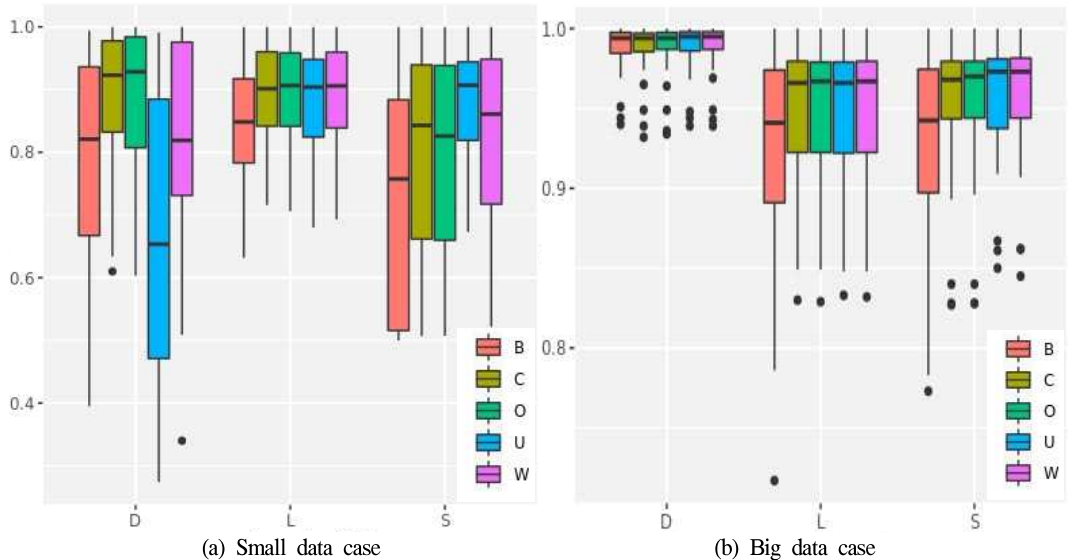 1.0
0.8
0.6
0.4
D L S
B
C
O
U
W
(a) Small data case
1.0
0.9
0.8
D L S
B
C
O
U
W
(b) Big data case